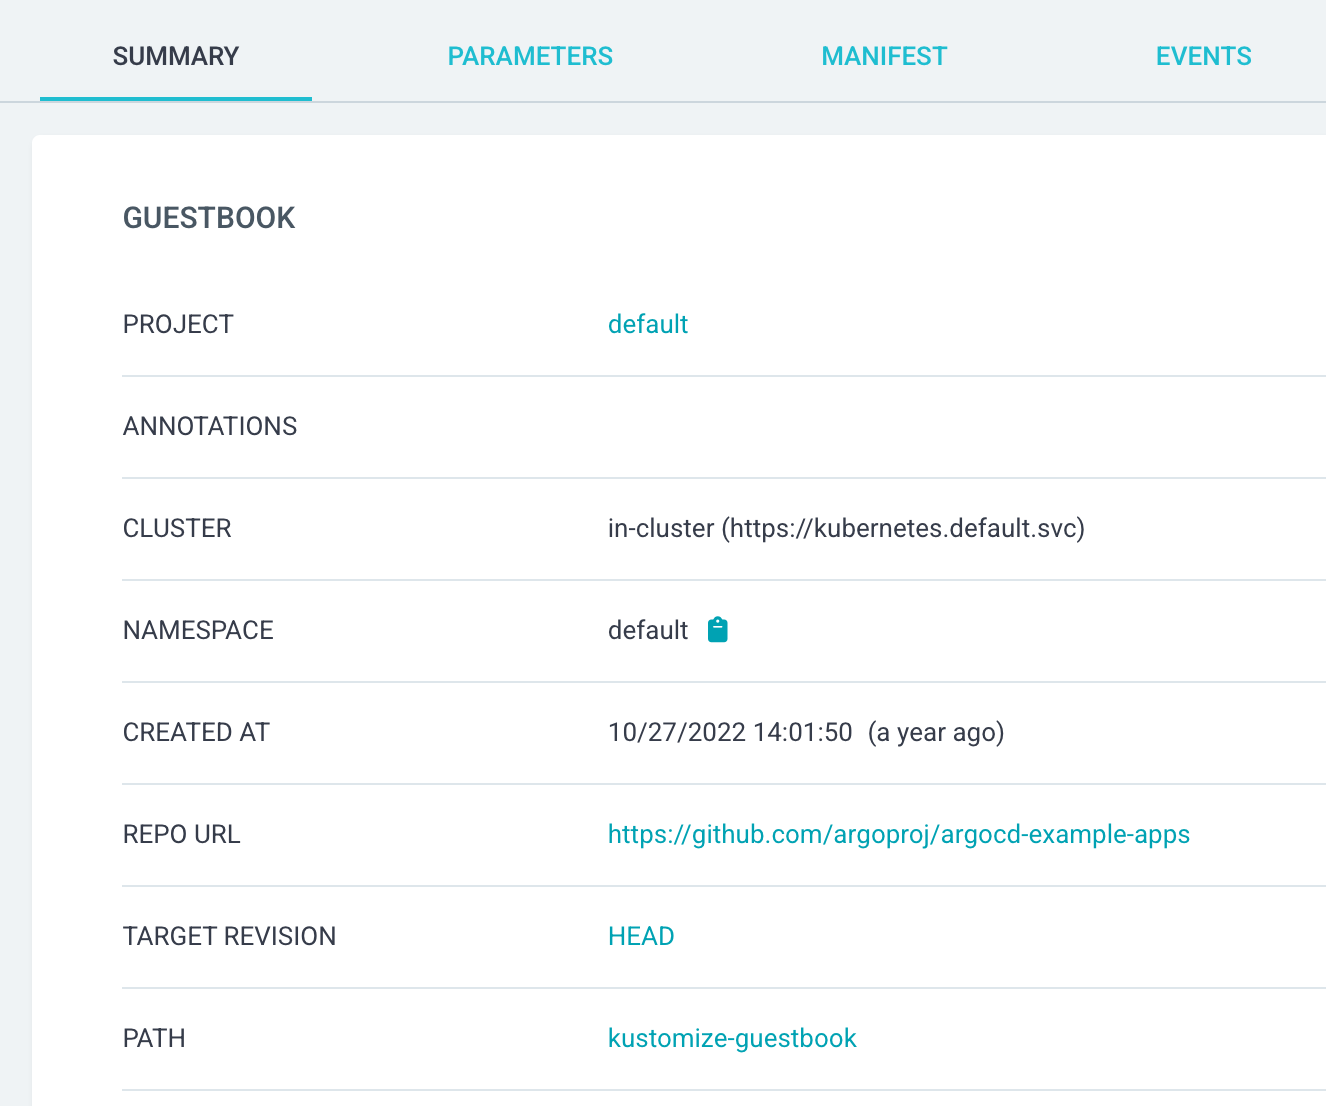 SUMMARY PARAMETERS MANIFEST EVENTS
GUESTBOOK
PROJECT default
ANNOTATIONS
CLUSTER in-cluster (https://kubernetes.default.svc)
NAMESPACE default
CREATED AT 10/27/2022 14:01:50 (a year ago)
REPO URL https://github.com/argoproj/argocd-example-apps
TARGET REVISION HEAD
PATH kustomize-guestbook